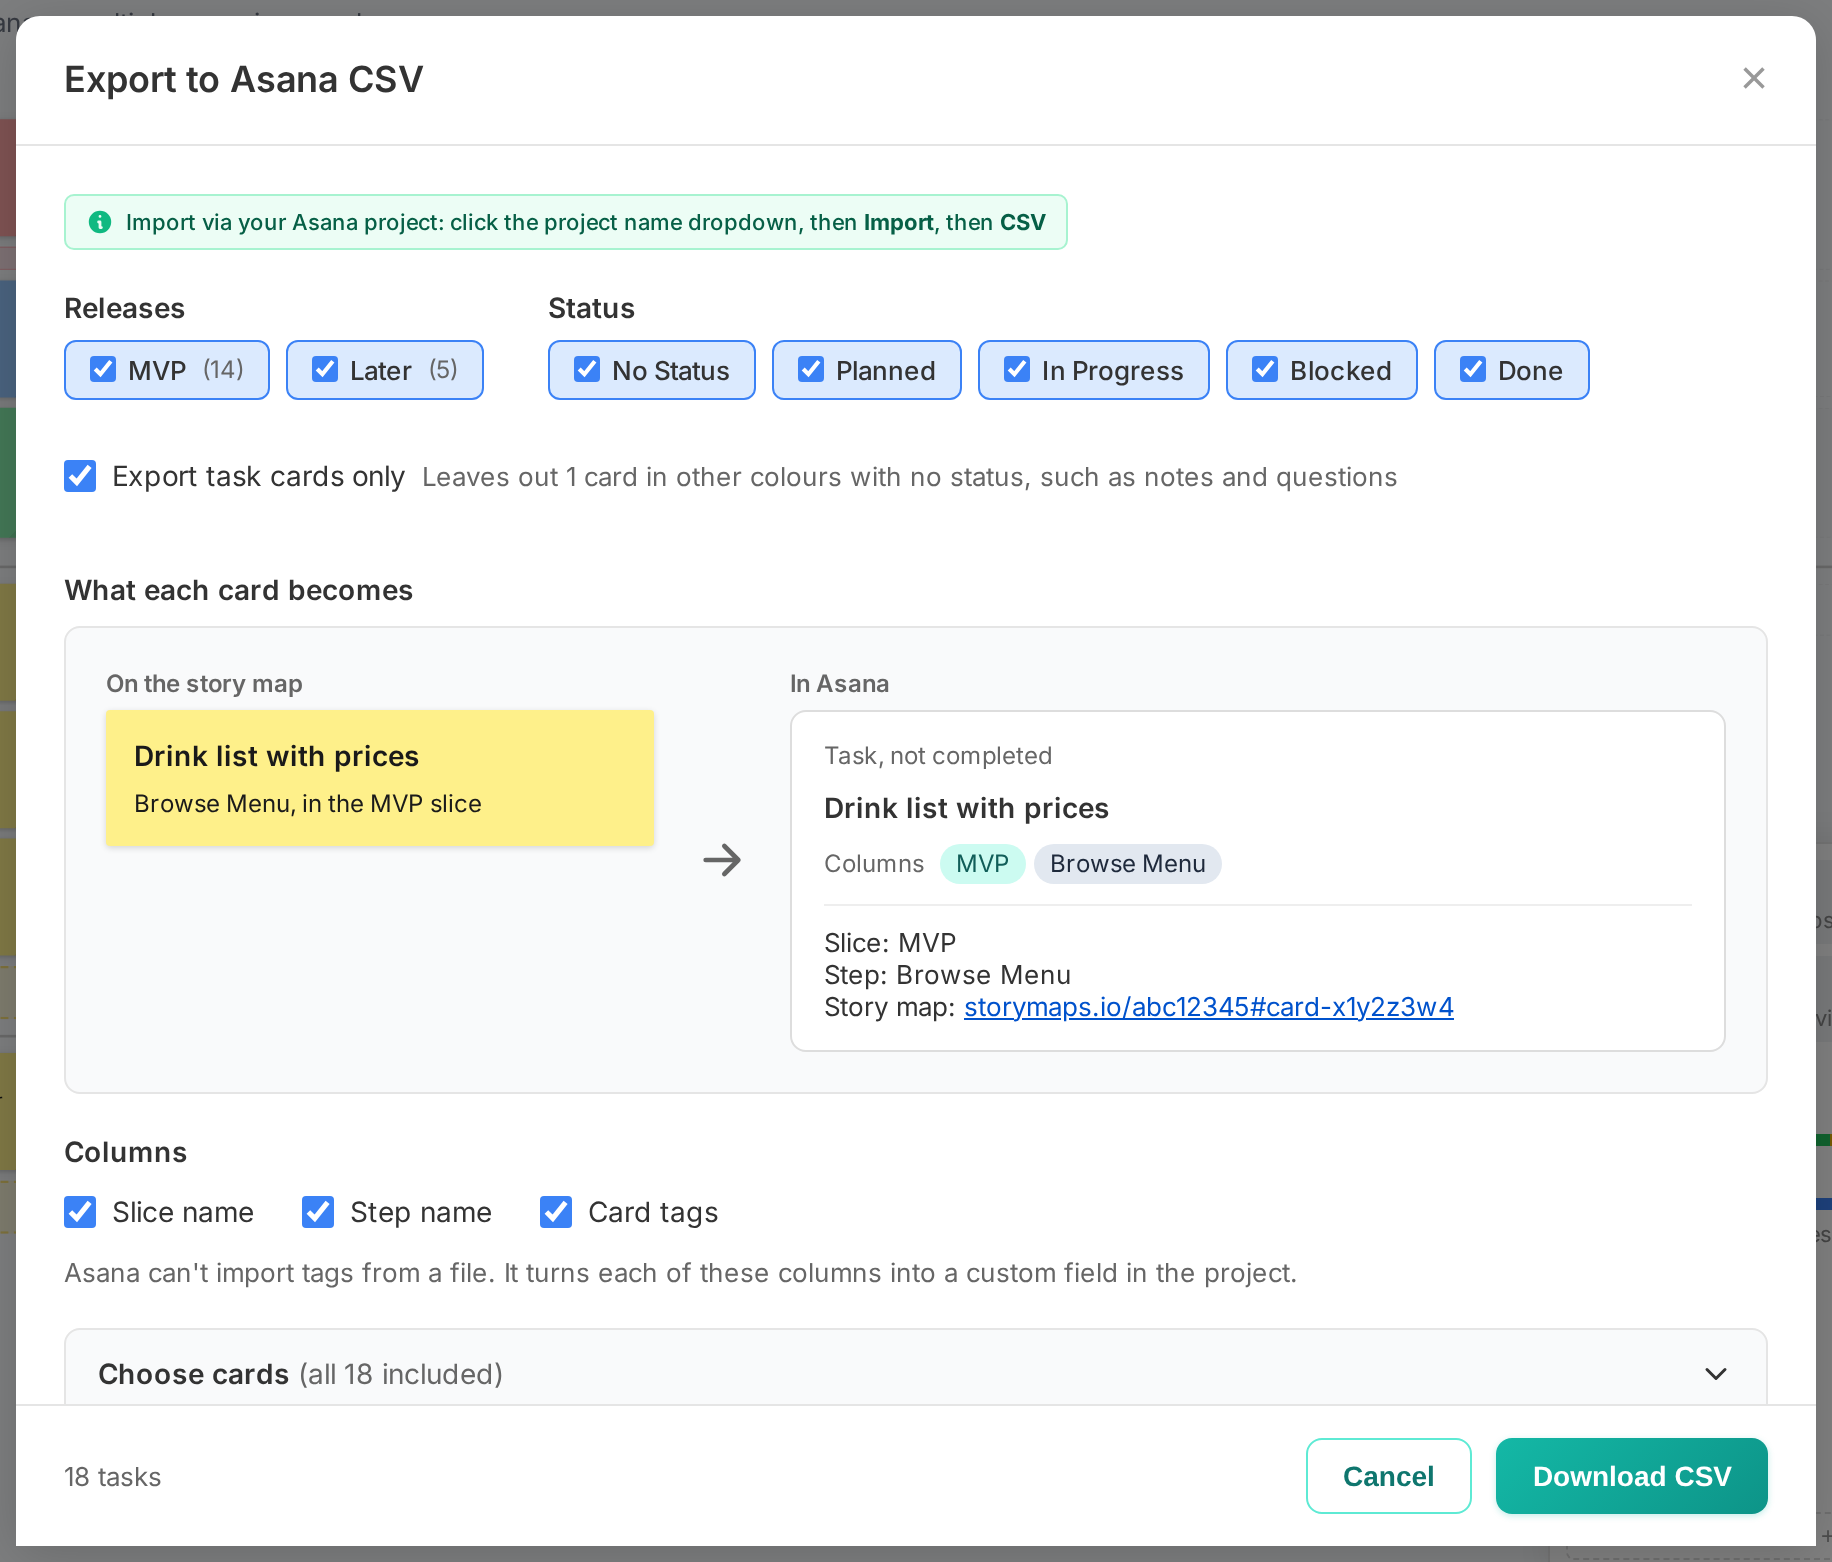 Export to Asana CSV
Import via your Asana project: click the project name dropdown, then Import, then CSV
Releases
Status
MVP (14)
Later (5)
No Status
Planned
In Progress
Blocked
Done
Export task cards only Leaves out 1 card in other colours with no status, such as notes and questions
What each card becomes
On the story map
Drink list with prices
Browse Menu, in the MVP slice
In Asana
Task, not completed
Drink list with prices
Columns MVP Browse Menu
Slice: MVP
Step: Browse Menu
Story map: storymaps.io/abc12345#card-x1y2z3w4
Columns
Slice name
Step name
Card tags
Asana can't import tags from a file. It turns each of these columns into a custom field in the project.
Choose cards (all 18 included)
18 tasks
Cancel
Download CSV